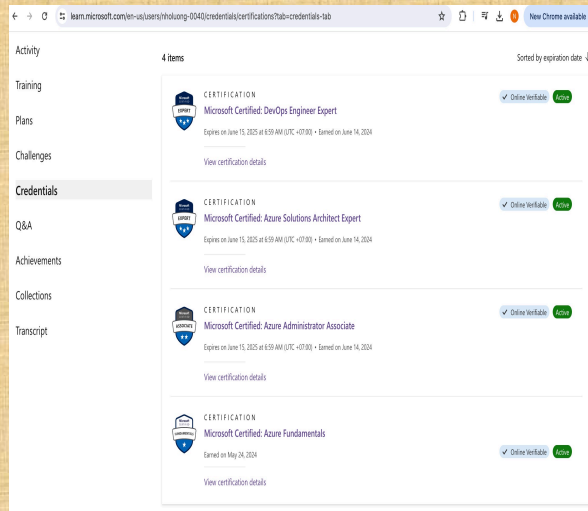 learn.microsoft.com/en-us/users/nholuong-0040/credentials/certifications?tab=credentials-tab
N
New Chrome available
Activity
Training
Plans
Challenges
Credentials
Q&A
Achievements
Collections
Transcript
4 items
Sorted by expiration date
CERTIFICATION
Microsoft Certified: DevOps Engineer Expert
Expires on June 15, 2025 at 6:59 AM (UTC +07:00) • Earned on June 14, 2024
View certification details
EXPERT
Online Verifiable
Active
CERTIFICATION
Microsoft Certified: Azure Solutions Architect Expert
Expires on June 15, 2025 at 6:59 AM (UTC +07:00) • Earned on June 14, 2024
View certification details
EXPERT
Online Verifiable
Active
CERTIFICATION
Microsoft Certified: Azure Administrator Associate
Expires on June 15, 2025 at 6:59 AM (UTC +07:00) • Earned on June 14, 2024
View certification details
ASSOCIATE
Online Verifiable
Active
CERTIFICATION
Microsoft Certified: Azure Fundamentals
Earned on May 24, 2024
View certification details
Online Verifiable
Active